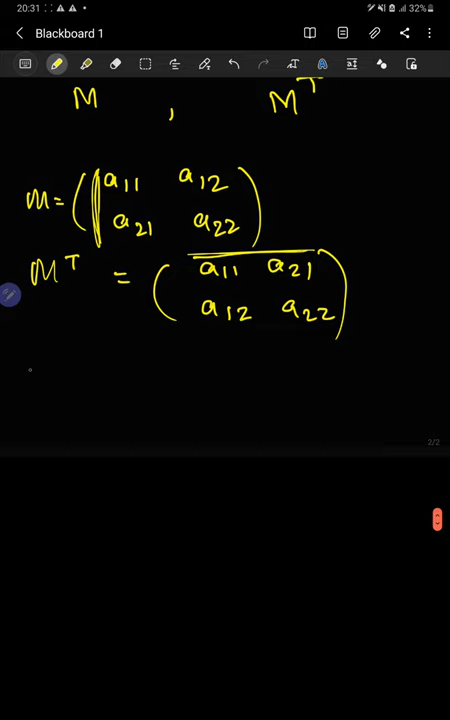 20:31 32%
Blackboard 1
M , M^T
M = ( a11 a12
a21 a22 )
M^T = ( a11 a21
a12 a22 )
2/2